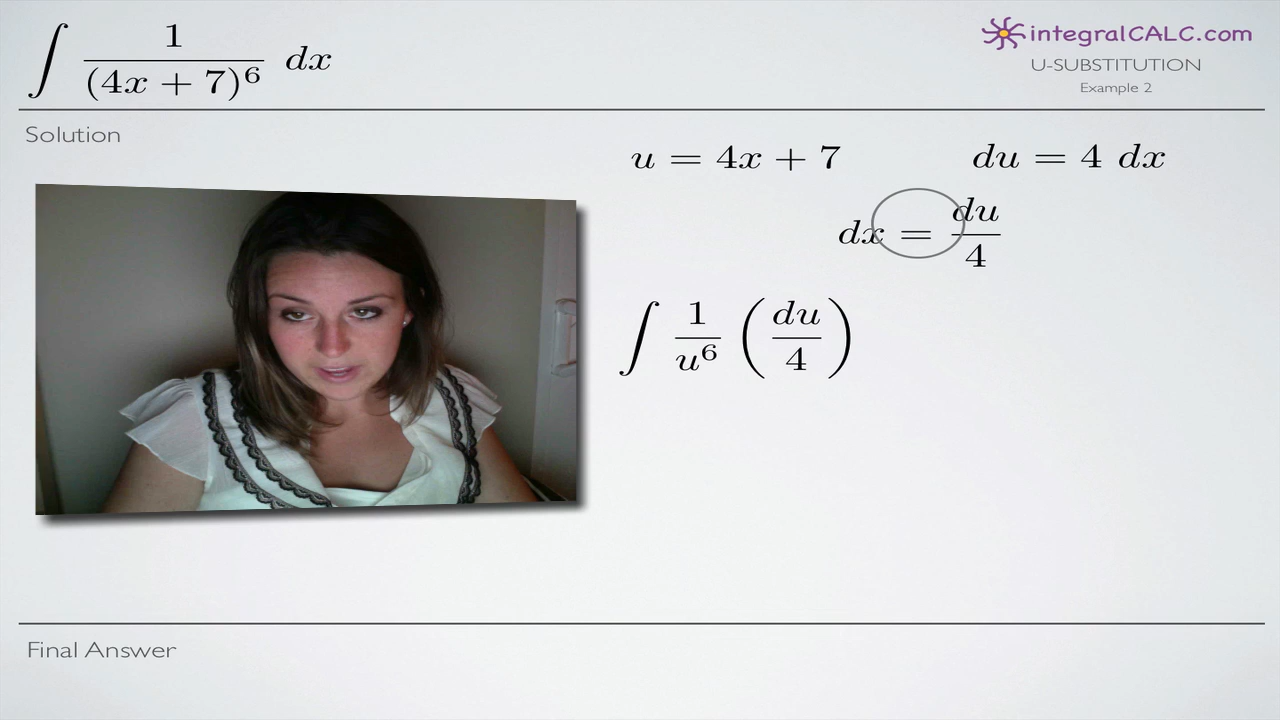 ∫ 1/(4x + 7)⁶ dx
integralCALC.com
U-SUBSTITUTION
Example 2
Solution
u = 4x + 7
du = 4 dx
dx = du/4
∫ 1/u⁶ (du/4)
Final Answer